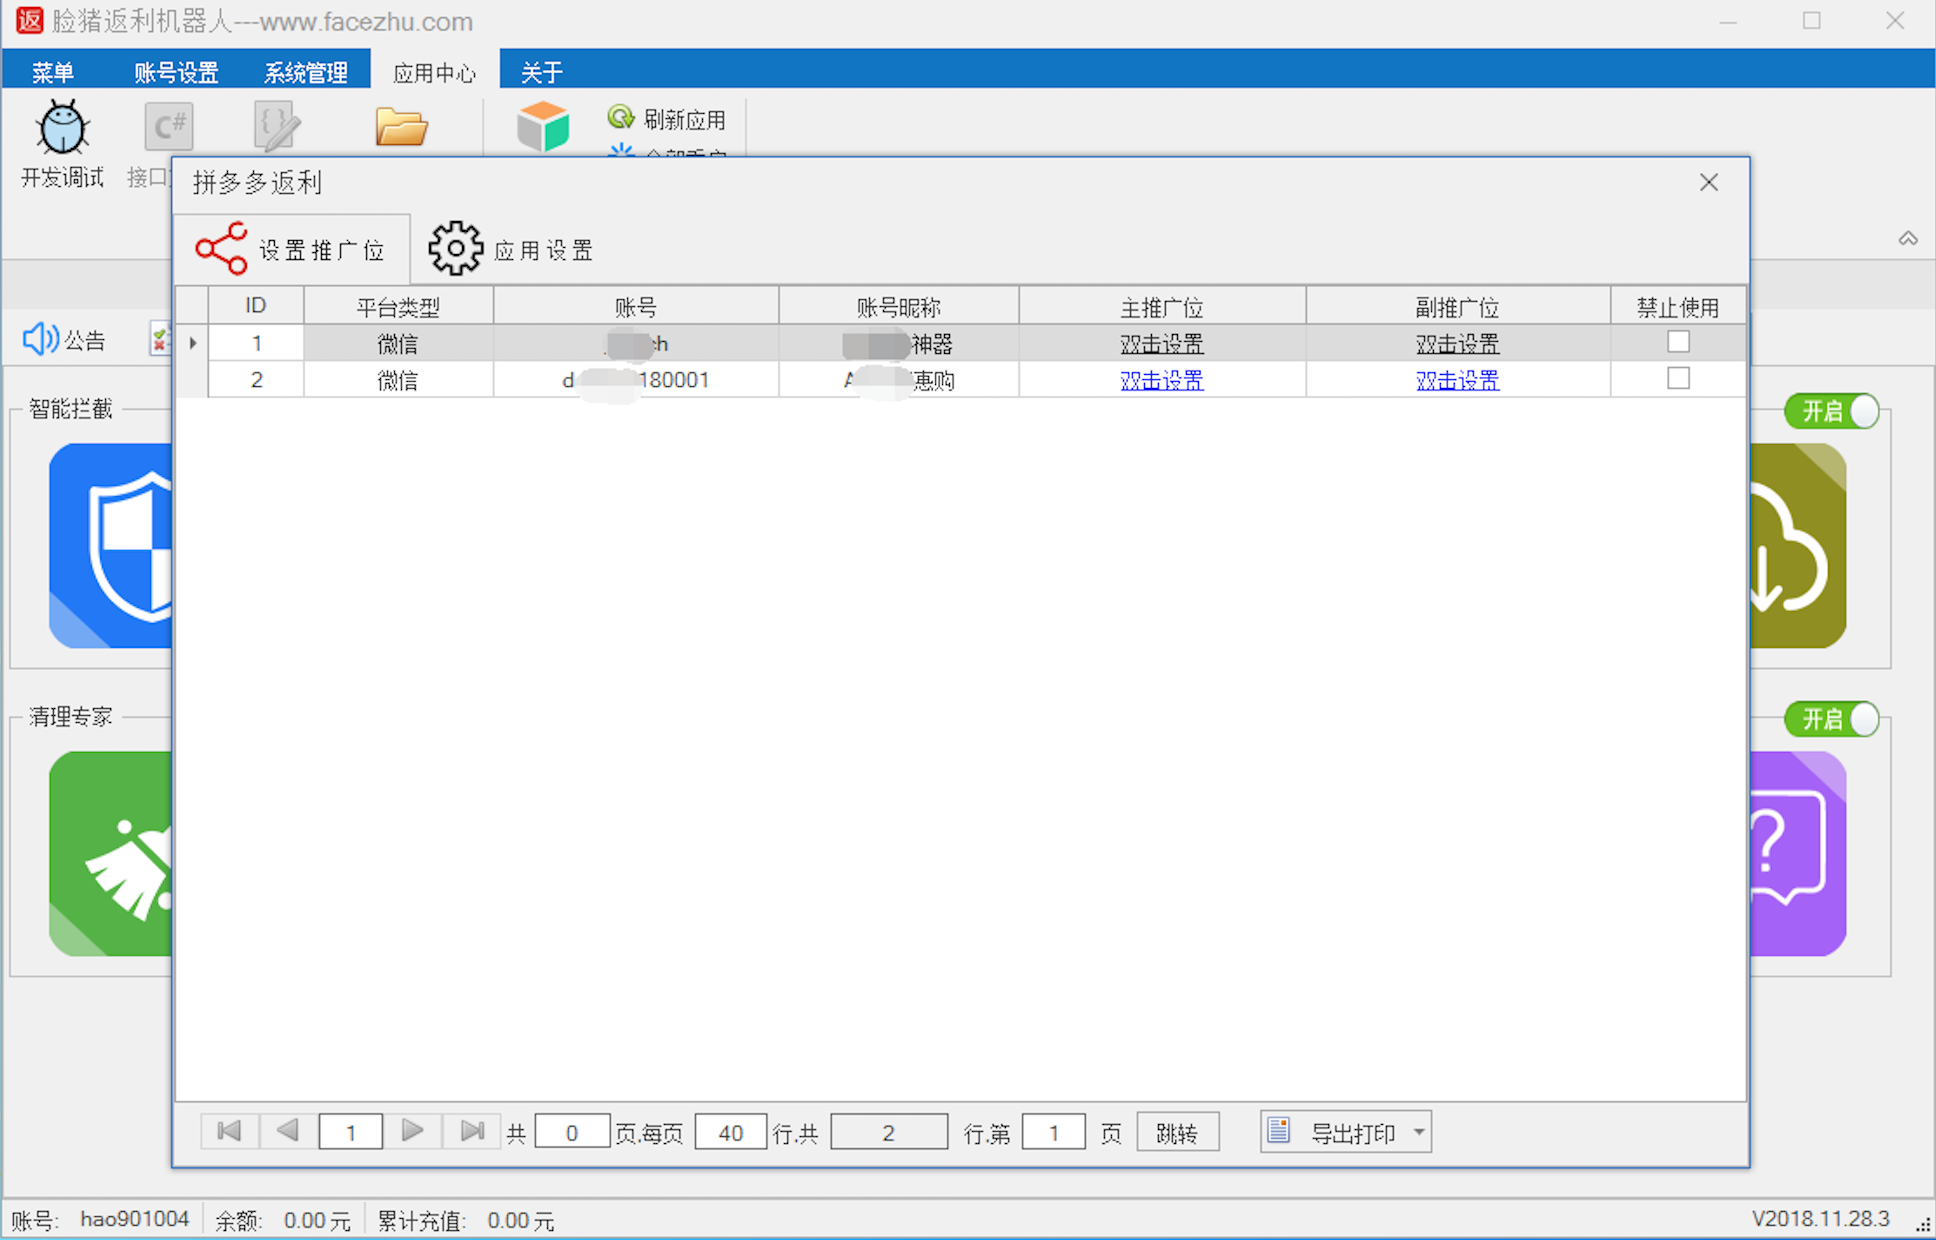 返 脸猪返利机器人---www.facezhu.com
菜单 账号设置 系统管理 应用中心 关于
刷新应用
开发调试 接口
拼多多返利
设置推广位 应用设置
ID 平台类型 账号 账号昵称 主推广位 副推广位 禁止使用
1 微信 ch 神器 双击设置 双击设置
2 微信 d 180001 A 惠购 双击设置 双击设置
公告
智能拦截 开启
清理专家 开启
1 共 0 页.每页 40 行.共 2 行.第 1 页 跳转 导出打印
账号: hao901004 余额: 0.00 元 累计充值: 0.00 元 V2018.11.28.3